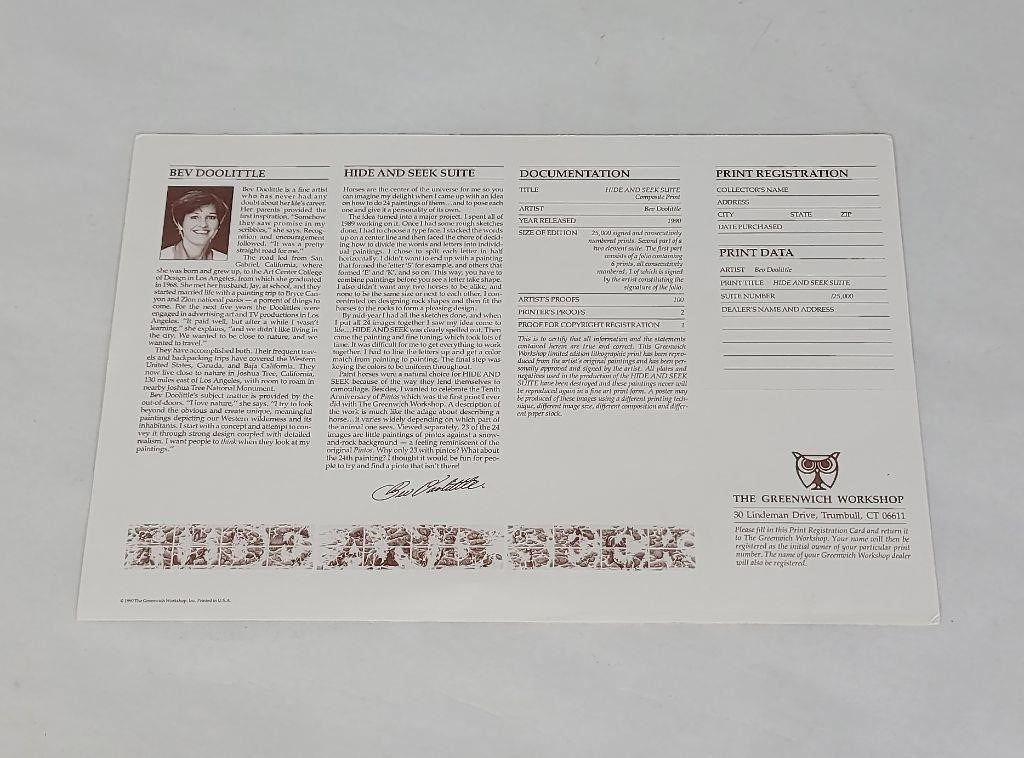 BEV DOOLITTLE
Bev Doolittle is a fine artist
who has never had any
doubt about her life's career.
Her parents provided the
first inspiration. "Somehow
they saw promise in my
scribbles," she says. Recog-
nition and encouragement
followed. "It was a pretty
straight road for me."
The road led from San
Gabriel, California, where
she was born and grew up, to the Art Center College
of Design in Los Angeles, from which she graduated
in 1968. She met her husband, Jay, at school, and they
started married life with a painting trip to Bryce Can-
yon and Zion national parks — a portent of things to
come. For the next five years the Doolittles were
engaged in advertising art and TV productions in Los
Angeles. "It paid well, but after a while I wasn't
learning," she explains, "and we didn't like living in
the city. We wanted to be close to nature, and we
wanted to travel."
They have accomplished both. Their frequent trav-
els and backpacking trips have covered the Western
United States, Canada, and Baja California. They
now live close to nature in Joshua Tree, California,
130 miles east of Los Angeles, with room to roam in
nearby Joshua Tree National Monument.
Bev Doolittle's subject matter is provided by the
out-of-doors. "I love nature," she says. "I try to look
beyond the obvious and create unique, meaningful
paintings depicting our Western wilderness and its
inhabitants. I start with a concept and attempt to con-
vey it through strong design coupled with detailed
realism. I want people to think when they look at my
paintings."
HIDE AND SEEK SUITE
Horses are the center of the universe for me so you
can imagine my delight when I came up with an idea
on how to do 24 paintings of them...and to pose each
one and give it a personality of its own.
The idea turned into a major project. I spent all of
1989 working on it. Once I had some rough sketches
done, I had to choose a type face. I stacked the words
up on a center line and then faced the chore of decid-
ing how to divide the words and letters into individ-
ual paintings. I chose to split each letter in half
horizontally. I didn't want to end up with a painting
that formed the letter 'S' for example, and others that
formed 'E' and 'K', and so on. This way, you have to
combine paintings before you see a letter take shape.
I also didn't want any two horses to be alike, and
none to be the same size or next to each other. I con-
centrated on designing rock shapes and then fit the
horses to the rocks to form a pleasing design.
By mid-year I had all the sketches done, and when
I put all 24 images together I saw my idea come to
life...HIDE AND SEEK was clearly spelled out. Then
came the painting and fine tuning, which took lots of
time. It was difficult for me to get everything to work
together. I had to line the letters up and get a color
match from painting to painting. The final step was
keying the colors to be uniform throughout.
Paint horses were a natural choice for HIDE AND
SEEK because of the way they lend themselves to
camouflage. Besides, I wanted to celebrate the Tenth
Anniversary of Pintos which was the first print I ever
did with The Greenwich Workshop. A description of
the work is much like the adage about describing a
horse...it varies widely depending on which part of
the animal one sees. Viewed separately, 23 of the 24
images are little paintings of pintos against a snow-
and-rock background — a feeling reminiscent of the
original Pintos. Why only 23 with pintos? What about
the 24th painting? I thought it would be fun for peo-
ple to try and find a pinto that isn't there!
Bev Doolittle
DOCUMENTATION
TITLE HIDE AND SEEK SUITE
Composite Print
ARTIST Bev Doolittle
YEAR RELEASED 1990
SIZE OF EDITION 25,000 signed and consecutively
numbered prints. Second part of a
two element suite. The first part
consists of a folio containing
6 prints, all consecutively
numbered, 1 of which is signed
by the artist constituting the
signature of the folio.
ARTIST'S PROOFS 100
PRINTER'S PROOFS 2
PROOF FOR COPYRIGHT REGISTRATION 1
This is to certify that all information and the statements
contained herein are true and correct. This Greenwich
Workshop limited edition lithographic print has been repro-
duced from the artist's original paintings and has been per-
sonally approved and signed by the artist. All plates and
negatives used in the production of the HIDE AND SEEK
SUITE have been destroyed and these paintings never will
be reproduced again in a fine art print form. A poster may
be produced of these images using a different printing tech-
nique, different image size, different composition and differ-
ent paper stock.
PRINT REGISTRATION
COLLECTOR'S NAME
ADDRESS
CITY STATE ZIP
DATE PURCHASED
PRINT DATA
ARTIST Bev Doolittle
PRINT TITLE HIDE AND SEEK SUITE
SUITE NUMBER /25,000
DEALER'S NAME AND ADDRESS
THE GREENWICH WORKSHOP
30 Lindeman Drive, Trumbull, CT 06611
Please fill in this Print Registration Card and return it
to The Greenwich Workshop. Your name will then be
registered as the initial owner of your particular print
number. The name of your Greenwich Workshop dealer
will also be registered.
HIDE AND SEEK
© 1990 The Greenwich Workshop, Inc. Printed in U.S.A.